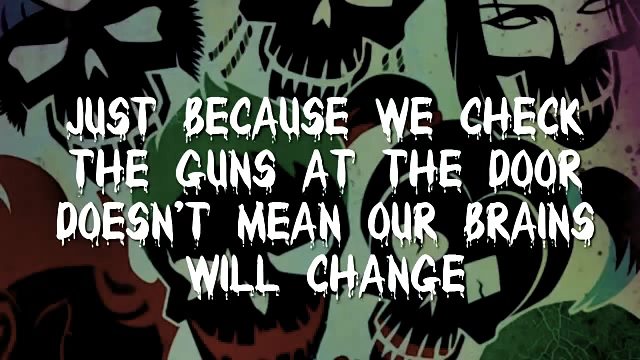 JUST BECAUSE WE CHECK
THE GUNS AT THE DOOR
DOESN'T MEAN OUR BRAINS
WILL CHANGE